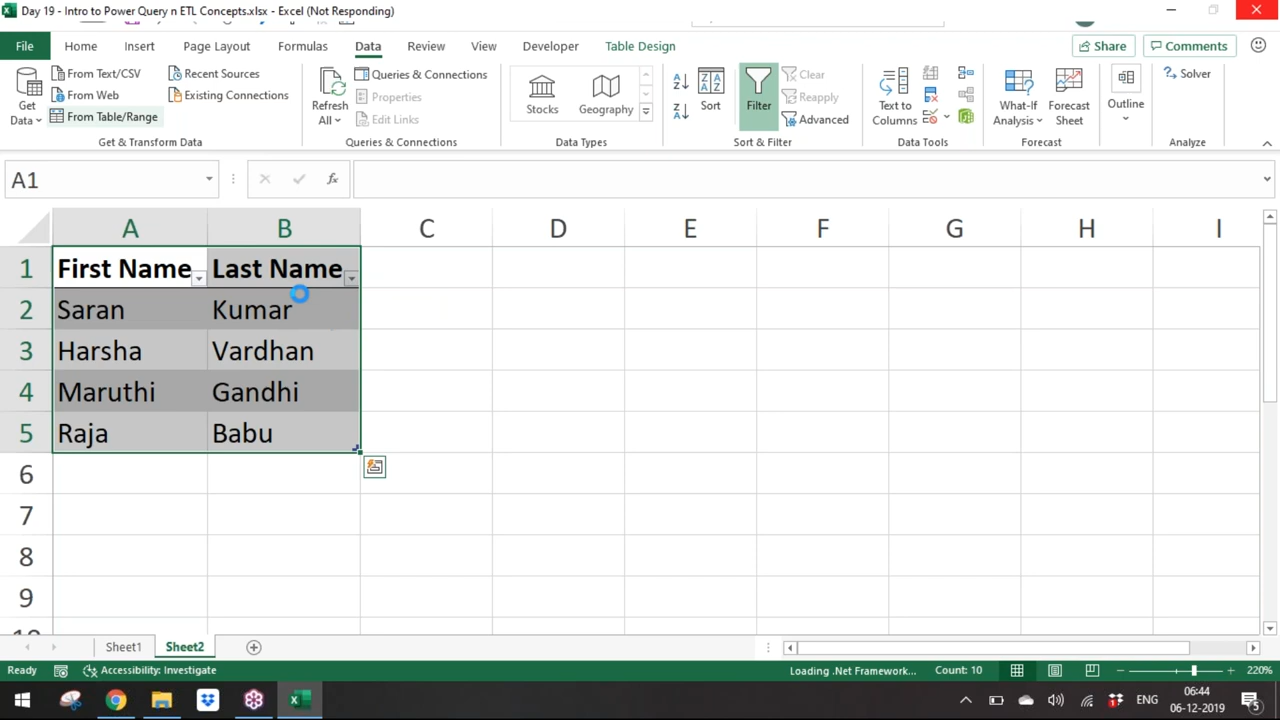 Day 19 - Intro to Power Query n ETL Concepts.xlsx - Excel (Not Responding)
File Home Insert Page Layout Formulas Data Review View Developer Table Design Share Comments
Get Data
From Text/CSV
From Web
From Table/Range
Recent Sources
Existing Connections
Get & Transform Data
Refresh All
Queries & Connections
Properties
Edit Links
Queries & Connections
Stocks
Geography
Data Types
Sort
Filter
Clear
Reapply
Advanced
Sort & Filter
Text to Columns
Data Tools
What-If Analysis
Forecast Sheet
Forecast
Outline
Solver
Analyze
A1 fx
A B C D E F G H I
1 First Name Last Name
2 Saran Kumar
3 Harsha Vardhan
4 Maruthi Gandhi
5 Raja Babu
6
7
8
9
10
Sheet1 Sheet2
Ready Accessibility: Investigate Loading .Net Framework... Count: 10 220%
ENG 06:44
06-12-2019 5